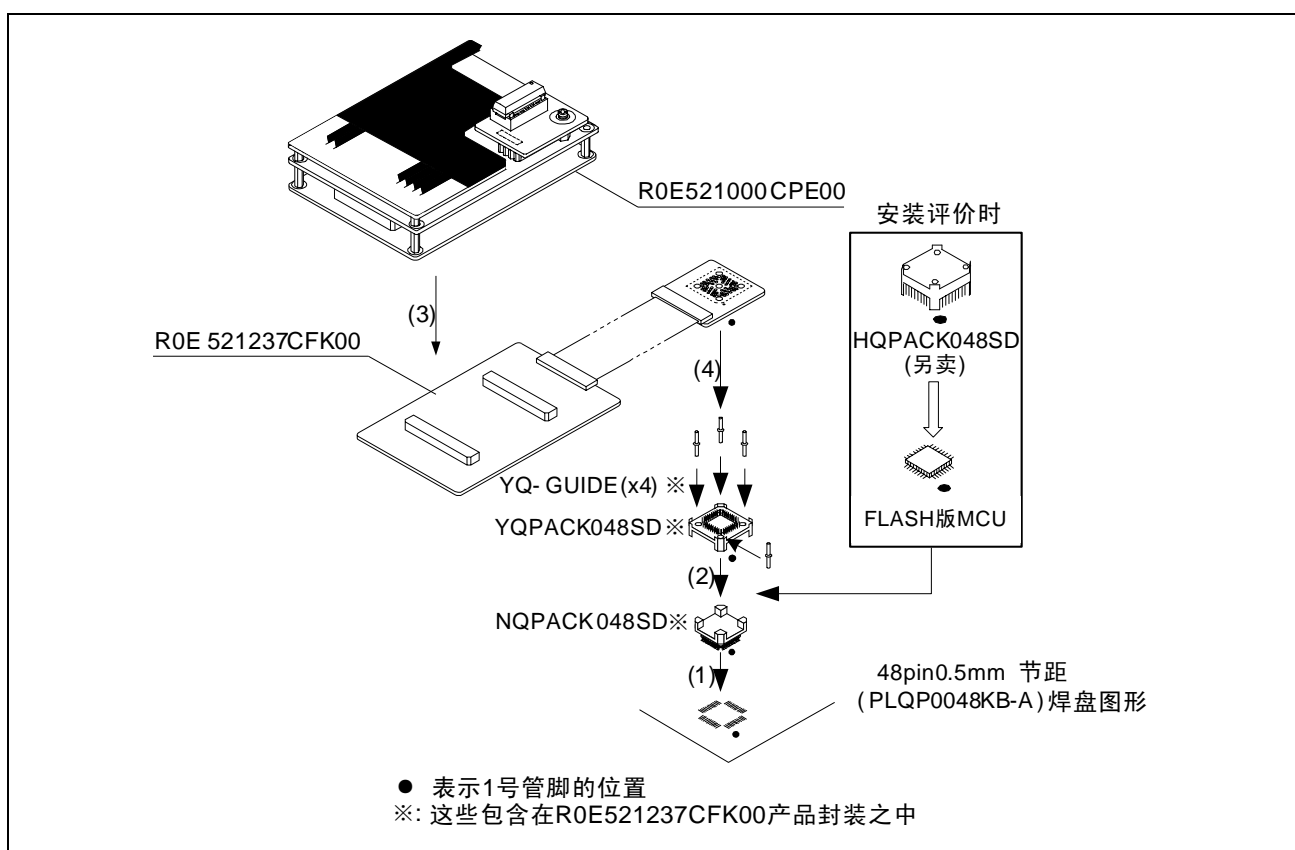 R0E521000CPE00
安装评价时
(3)
R0E 521237CFK00
HQPACK048SD
(另卖)
(4)
FLASH版MCU
YQ- GUIDE(x4) ※
YQPACK048SD※
(2)
NQPACK048SD※
(1)
48pin0.5mm 节距
(PLQP0048KB-A)焊盘图形
● 表示1号管脚的位置
※: 这些包含在R0E521237CFK00产品封装之中